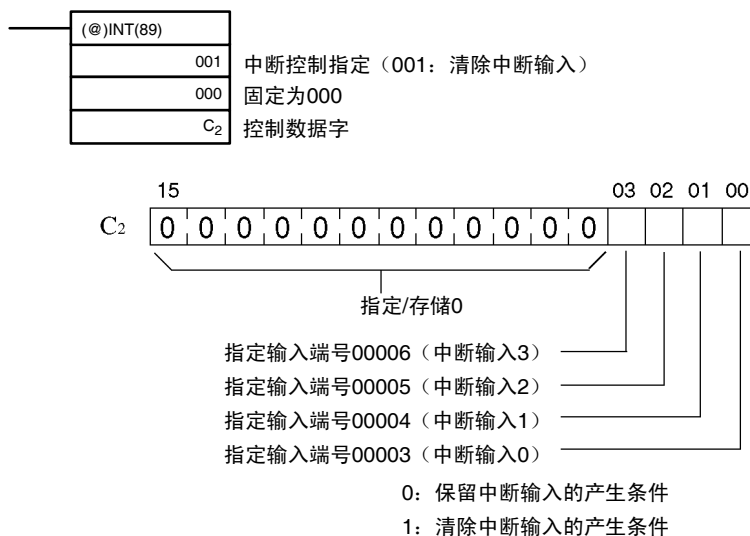 (@)INT(89)
001 中断控制指定（001：清除中断输入）
000 固定为000
C2 控制数据字
15 03 02 01 00
C2 0 0 0 0 0 0 0 0 0 0 0 0
指定/存储0
指定输入端号00006（中断输入3）
指定输入端号00005（中断输入2）
指定输入端号00004（中断输入1）
指定输入端号00003（中断输入0）
0：保留中断输入的产生条件
1：清除中断输入的产生条件